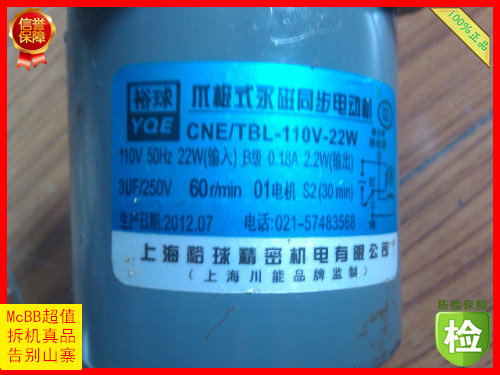 信誉
保障
100%正品
裕球
YQE
爪极式永磁同步电动机
CNE/TBL-110V-22W
110V 50Hz 22W(输入) B级 0.18A 2.2W(输出)
3UF/250V 60r/min 01电机 S2(30min)
生产日期2012.07 电话:021-57483568
上海裕球精密机电有限公司
(上海川能品牌监制)
McBB超值
拆机真品
告别山寨
质检保障
检